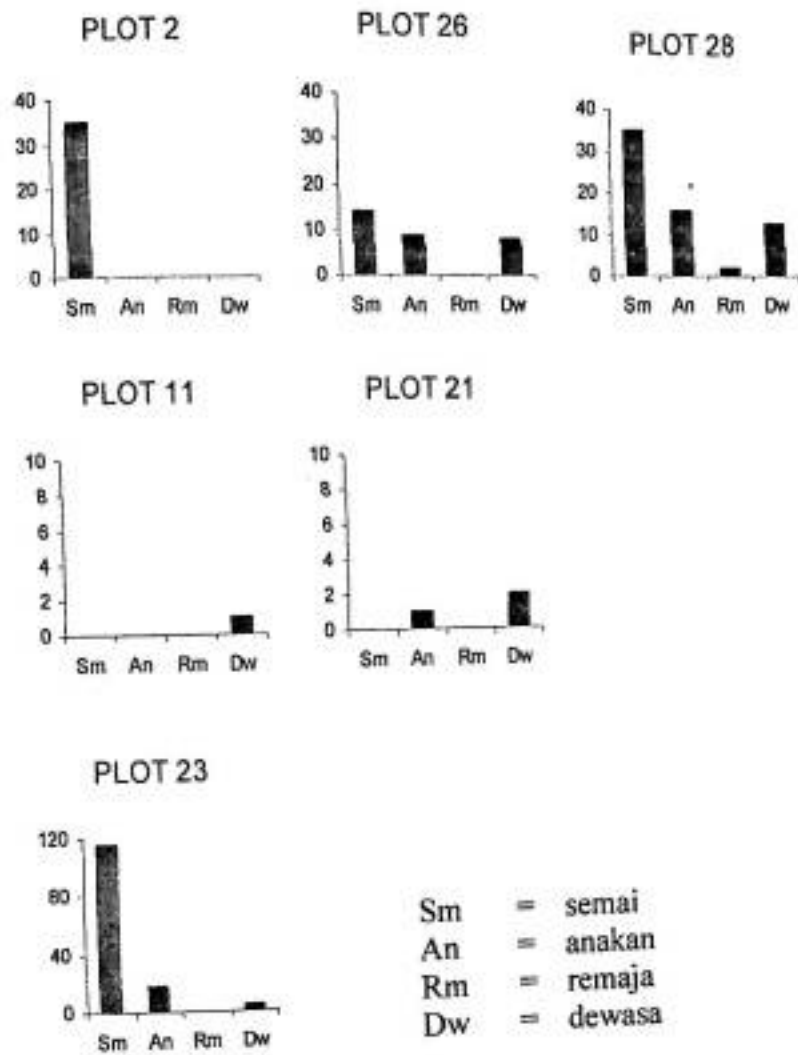 PLOT 2
40
30
20
10
0
Sm An Rm Dw
PLOT 26
40
30
20
10
0
Sm An Rm Dw
PLOT 28
40
30
20
10
0
Sm An Rm Dw
PLOT 11
10
8
6
4
2
0
Sm An Rm Dw
PLOT 21
10
8
6
4
2
0
Sm An Rm Dw
PLOT 23
120
80
40
0
Sm An Rm Dw
Sm = semai
An = anakan
Rm = remaja
Dw = dewasa